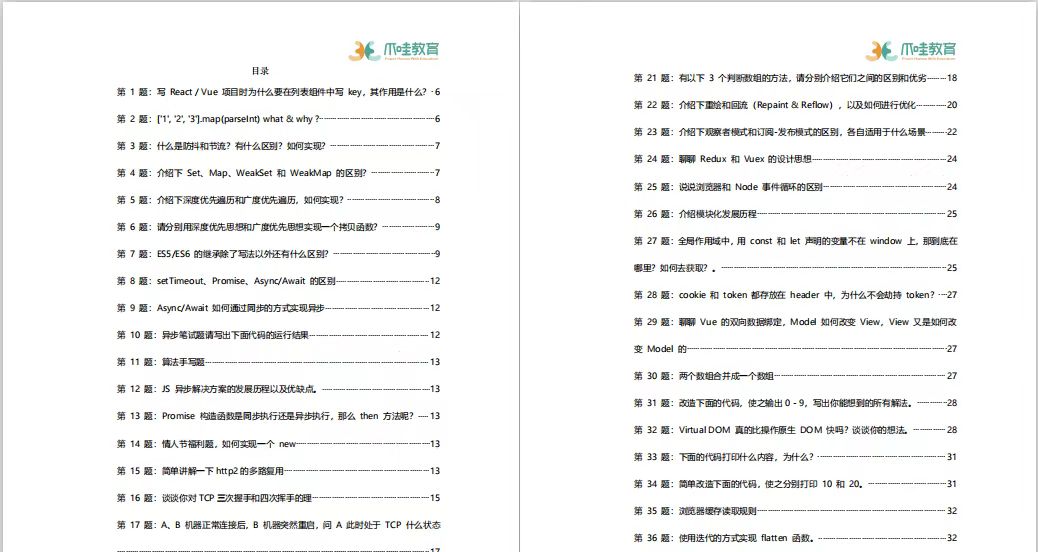 爪哇教育
目录
第 1 题：写 React / Vue 项目时为什么要在列表组件中写 key，其作用是什么？ 6
第 2 题：['1', '2', '3'].map(parseInt) what & why ? 6
第 3 题：什么是防抖和节流？有什么区别？如何实现？ 7
第 4 题：介绍下 Set、Map、WeakSet 和 WeakMap 的区别？ 7
第 5 题：介绍下深度优先遍历和广度优先遍历，如何实现？ 8
第 6 题：请分别用深度优先思想和广度优先思想实现一个拷贝函数？ 9
第 7 题：ES5/ES6 的继承除了写法以外还有什么区别？ 9
第 8 题：setTimeout、Promise、Async/Await 的区别 12
第 9 题：Async/Await 如何通过同步的方式实现异步 12
第 10 题：异步笔试题请写出下面代码的运行结果 12
第 11 题：算法手写题 13
第 12 题：JS 异步解决方案的发展历程以及优缺点。 13
第 13 题：Promise 构造函数是同步执行还是异步执行，那么 then 方法呢？ 13
第 14 题：情人节福利题，如何实现一个 new 13
第 15 题：简单讲解一下 http2 的多路复用 13
第 16 题：谈谈你对 TCP 三次握手和四次挥手的理 15
第 17 题：A、B 机器正常连接后，B 机器突然重启，问 A 此时处于 TCP 什么状态
17
爪哇教育
第 21 题：有以下 3 个判断数组的方法，请分别介绍它们之间的区别和优劣 18
第 22 题：介绍下重绘和回流（Repaint & Reflow），以及如何进行优化 20
第 23 题：介绍下观察者模式和订阅-发布模式的区别，各自适用于什么场景 22
第 24 题：聊聊 Redux 和 Vuex 的设计思想 24
第 25 题：说说浏览器和 Node 事件循环的区别 24
第 26 题：介绍模块化发展历程 25
第 27 题：全局作用域中，用 const 和 let 声明的变量不在 window 上，那到底在
哪里？如何去获取？。 25
第 28 题：cookie 和 token 都存放在 header 中，为什么不会劫持 token？ 27
第 29 题：聊聊 Vue 的双向数据绑定，Model 如何改变 View，View 又是如何改
变 Model 的 27
第 30 题：两个数组合并成一个数组 27
第 31 题：改造下面的代码，使之输出 0 - 9，写出你能想到的所有解法。 28
第 32 题：Virtual DOM 真的比操作原生 DOM 快吗？谈谈你的想法。 28
第 33 题：下面的代码打印什么内容，为什么？ 31
第 34 题：简单改造下面的代码，使之分别打印 10 和 20。 31
第 35 题：浏览器缓存读取规则 32
第 36 题：使用迭代的方式实现 flatten 函数。 32